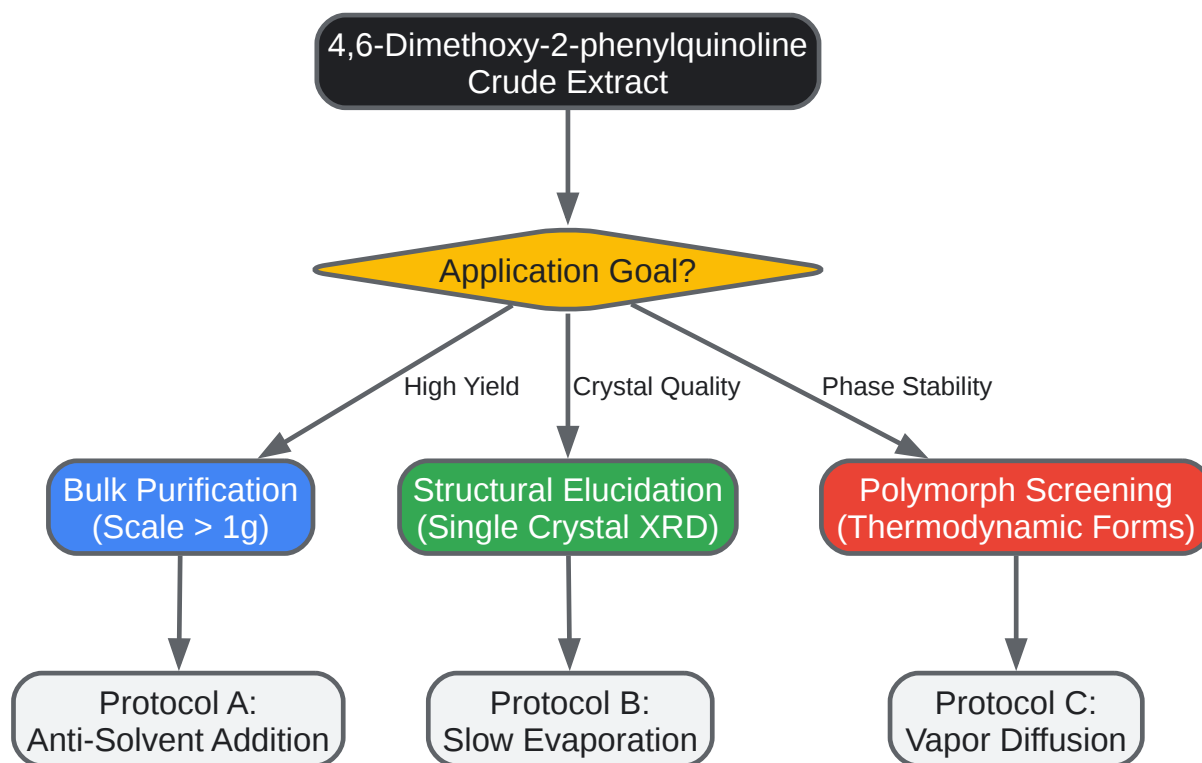 4,6-Dimethoxy-2-phenylquinoline
Crude Extract
Application Goal?
High Yield
Crystal Quality
Phase Stability
Bulk Purification
(Scale > 1g)
Structural Elucidation
(Single Crystal XRD)
Polymorph Screening
(Thermodynamic Forms)
Protocol A:
Anti-Solvent Addition
Protocol B:
Slow Evaporation
Protocol C:
Vapor Diffusion